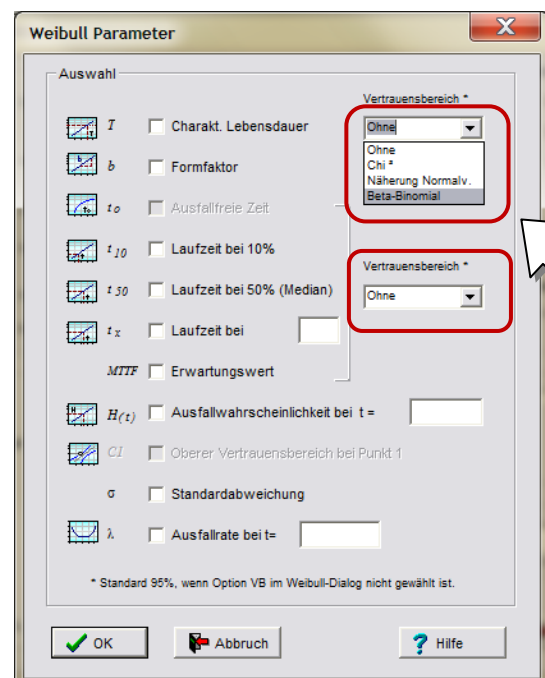 Weibull Parameter
X
Auswahl
Vertrauensbereich *
T Charakt. Lebensdauer Ohne
Ohne
Chi ²
Näherung Normalv.
Beta-Binomial
b Formfaktor
t₀ Ausfallfreie Zeit
t₁₀ Laufzeit bei 10%
Vertrauensbereich *
t₅₀ Laufzeit bei 50% (Median) Ohne
tₓ Laufzeit bei
MTTF Erwartungswert
H(t) Ausfallwahrscheinlichkeit bei t =
CI Oberer Vertrauensbereich bei Punkt 1
σ Standardabweichung
λ Ausfallrate bei t=
* Standard 95%, wenn Option VB im Weibull-Dialog nicht gewählt ist.
OK Abbruch ? Hilfe